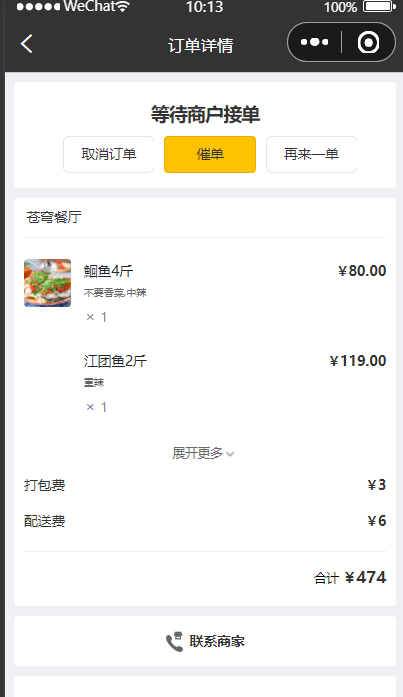 WeChat 10:13 100%
订单详情
等待商户接单
取消订单 催单 再来一单
苍穹餐厅
鮰鱼4斤 ￥80.00
不要香菜,中辣
× 1
江团鱼2斤 ￥119.00
重辣
× 1
展开更多
打包费 ￥3
配送费 ￥6
合计 ￥474
联系商家